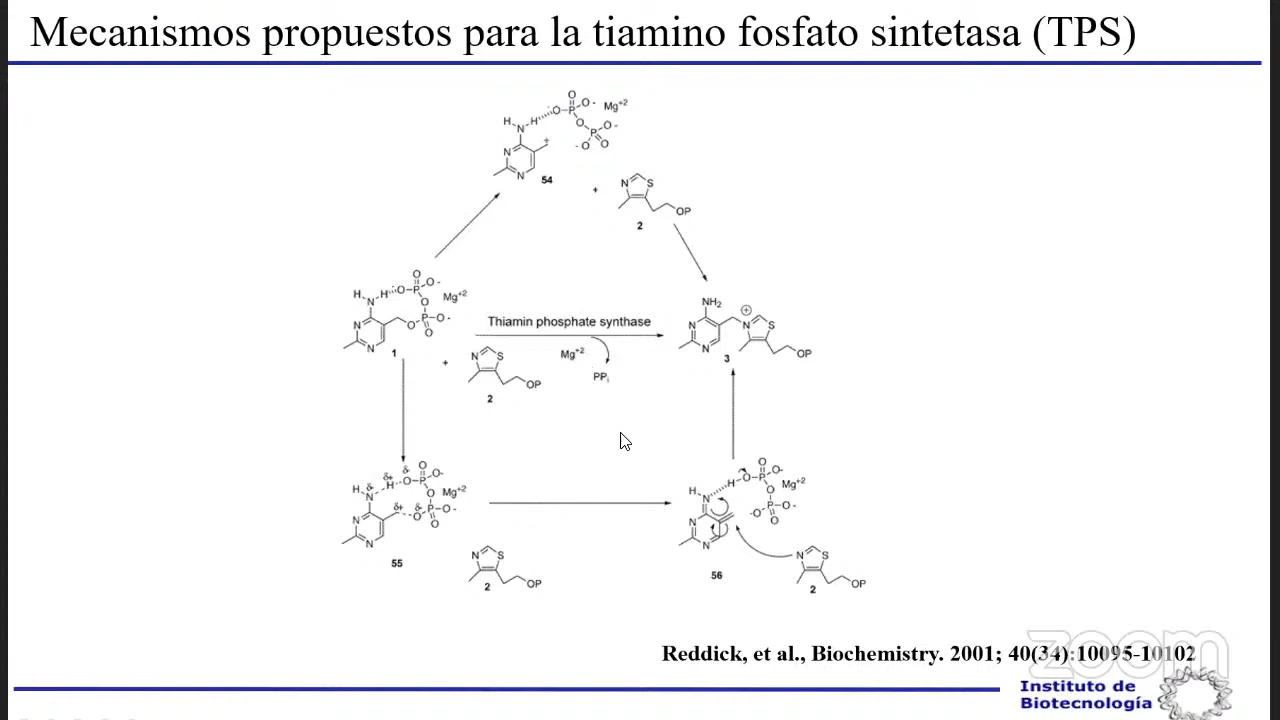 Mecanismos propuestos para la tiamino fosfato sintetasa (TPS)
Mg+2
54
+
2
OP
Mg+2
1
Thiamin phosphate synthase
+
Mg+2
PPi
OP
2
NH2
3
OP
Mg+2
55
OP
2
Mg+2
56
OP
2
Reddick, et al., Biochemistry. 2001; 40(34):10095-10102
zoom
Instituto de
Biotecnología